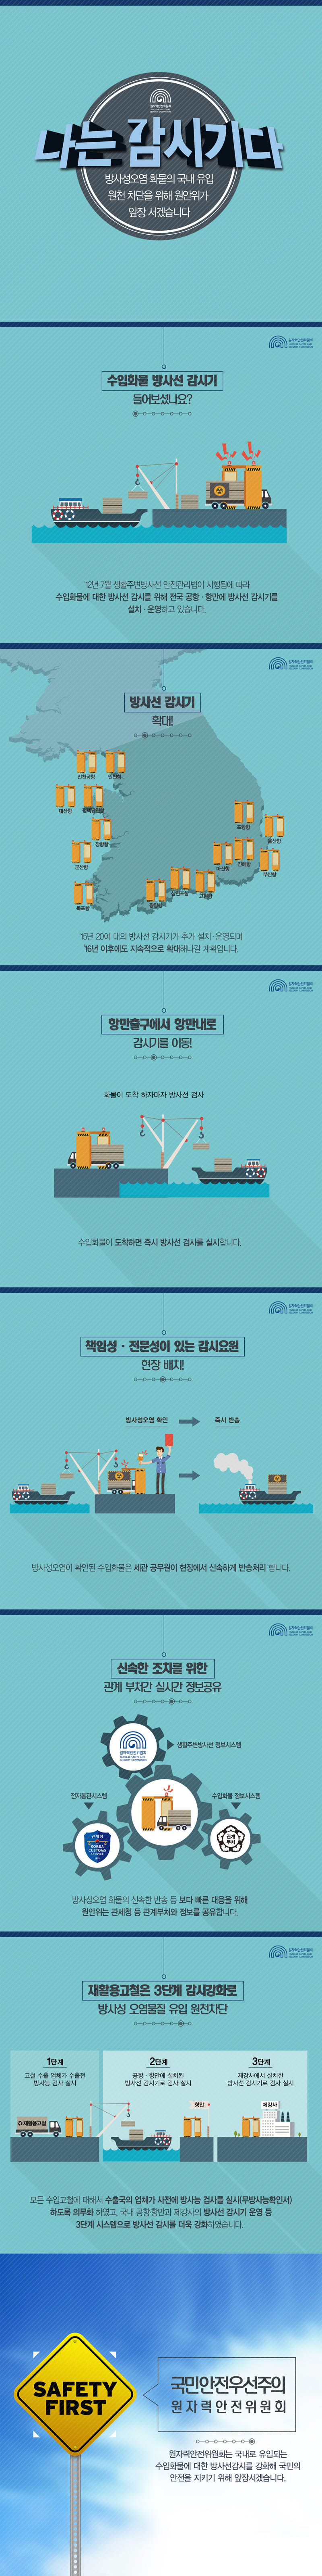 원자력안전위원회
나는 감시기다
방사성오염 화물의 국내 유입
원천 차단을 위해 원안위가
앞장 서겠습니다
원자력안전위원회
NUCLEAR SAFETY AND
SECURITY COMMISSION
수입화물 방사선 감시기
들어보셨나요?
'12년 7월 생활주변방사선 안전관리법이 시행됨에 따라
수입화물에 대한 방사선 감시를 위해 전국 공항·항만에 방사선 감시기를
설치·운영하고 있습니다.
원자력안전위원회
NUCLEAR SAFETY AND
SECURITY COMMISSION
방사선 감시기
확대!
인천공항
인천항
대산항
장항항
군산항
목포항
광양항
고현항
마산항
진해항
부산항
울산항
포항항
'15년 20여 대의 방사선 감시기가 추가 설치·운영되며
'16년 이후에도 지속적으로 확대해나갈 계획입니다.
원자력안전위원회
NUCLEAR SAFETY AND
SECURITY COMMISSION
항만출구에서 항만내로
감시기를 이동!
화물이 도착 하자마자 방사선 검사
수입화물이 도착하면 즉시 방사선 검사를 실시합니다.
원자력안전위원회
NUCLEAR SAFETY AND
SECURITY COMMISSION
책임성·전문성이 있는 감시요원
현장 배치!
방사성오염 확인
즉시 반송
방사성오염이 확인된 수입화물은 세관 공무원이 현장에서 신속하게 반송처리 합니다.
원자력안전위원회
NUCLEAR SAFETY AND
SECURITY COMMISSION
신속한 조치를 위한
관계 부처간 실시간 정보공유
원자력안전위원회
NUCLEAR SAFETY AND
SECURITY COMMISSION
생활주변방사선 정보시스템
전자통관시스템
수입화물 정보시스템
관세청
KOREA
CUSTOMS
SERVICE
관계
부처
방사성오염 화물의 신속한 반송 등 보다 빠른 대응을 위해
원안위는 관세청 등 관계부처와 정보를 공유합니다.
원자력안전위원회
NUCLEAR SAFETY AND
SECURITY COMMISSION
재활용고철은 3단계 감시강화로
방사성 오염물질 유입 원천차단
1단계
고철 수출 업체가 수출전
방사능 검사 실시
2단계
공항·항만에 설치된
방사선 감시기로 검사 실시
3단계
제강사에서 설치한
방사선 감시기로 검사 실시
재활용고철
항만
제강사
모든 수입고철에 대해서 수출국의 업체가 사전에 방사능 검사를 실시(무방사능확인서)
하도록 의무화 하였고, 국내 공항·항만과 제강사의 방사선 감시기 운영 등
3단계 시스템으로 방사선 감시를 더욱 강화하였습니다.
SAFETY
FIRST
국민안전우선주의
원자력안전위원회
원자력안전위원회는 국내로 유입되는
수입화물에 대한 방사선감시를 강화해 국민의
안전을 지키기 위해 앞장서겠습니다.